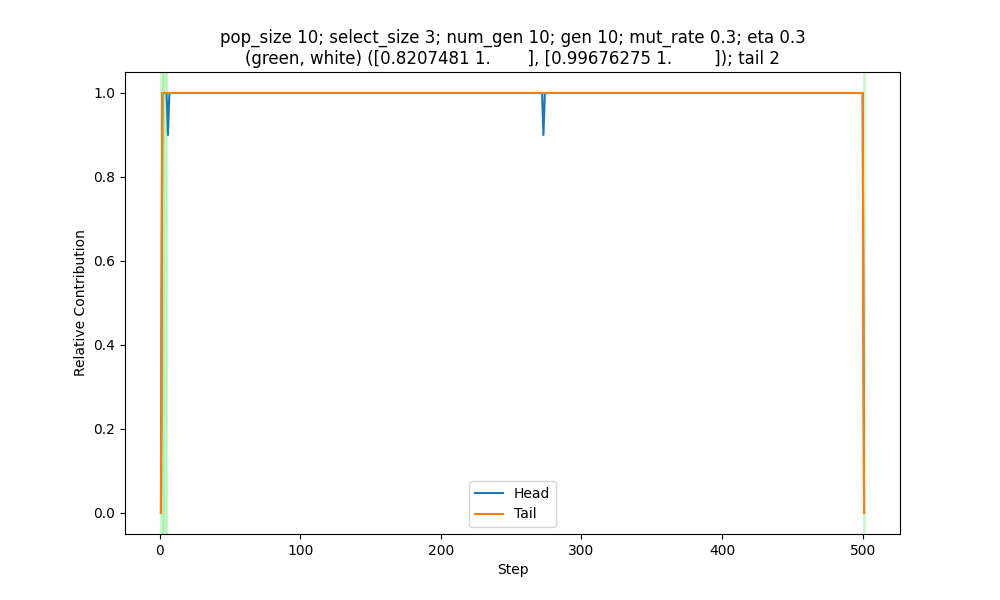 pop_size 10; select_size 3; num_gen 10; gen 10; mut_rate 0.3; eta 0.3
(green, white) ([0.8207481 1. ], [0.99676275 1. ]); tail 2
Relative Contribution
1.0
0.8
0.6
0.4
0.2
0.0
Head
Tail
0 100 200 300 400 500
Step